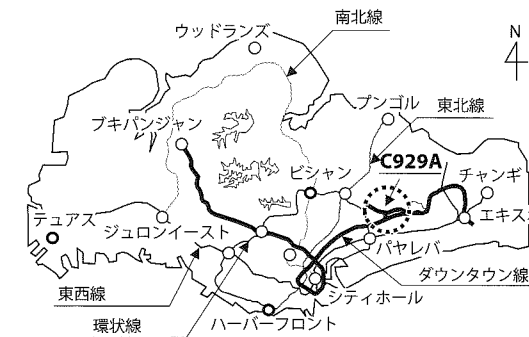 南北線
ウッドランズ
N
プンゴル
東北線
ブキパンジャン
C929A
ビシャン
チャンギ
テュアス
ジュロンイースト
エキスポ
パヤレバ
ダウンタウン線
東西線
シティホール
環状線
ハーバーフロント